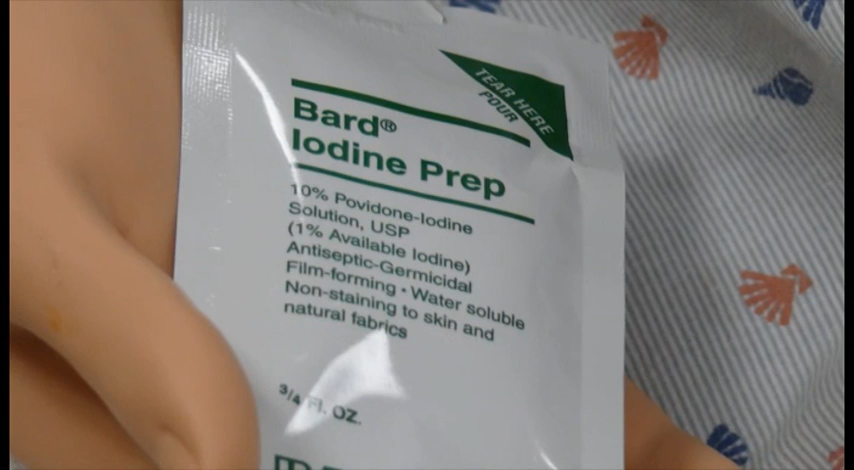 TEAR HERE
POUR
Bard®
Iodine Prep
10% Povidone-Iodine
Solution, USP
(1% Available Iodine)
Antiseptic-Germicidal
Film-forming • Water soluble
Non-staining to skin and
natural fabrics
3/4 Fl. OZ.